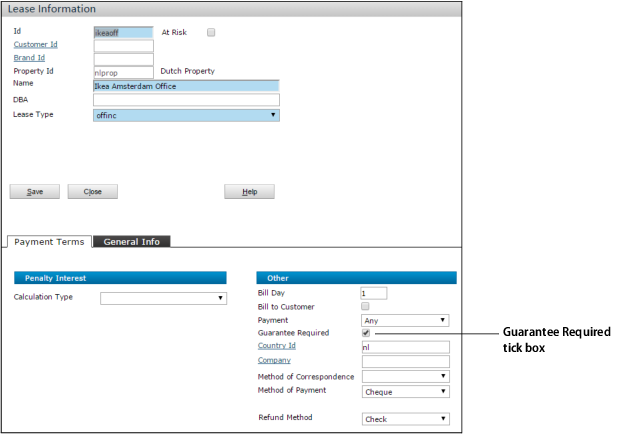 Lease Information
Id ikeaoff At Risk
Customer Id
Brand Id
Property Id nlprop Dutch Property
Name Ikea Amsterdam Office
DBA
Lease Type offinc
Save Close Help
Payment Terms General Info
Penalty Interest
Calculation Type
Other
Bill Day 1
Bill to Customer
Payment Any
Guarantee Required
Country Id nl
Company
Method of Correspondence
Method of Payment Cheque
Refund Method Check
Guarantee Required
tick box